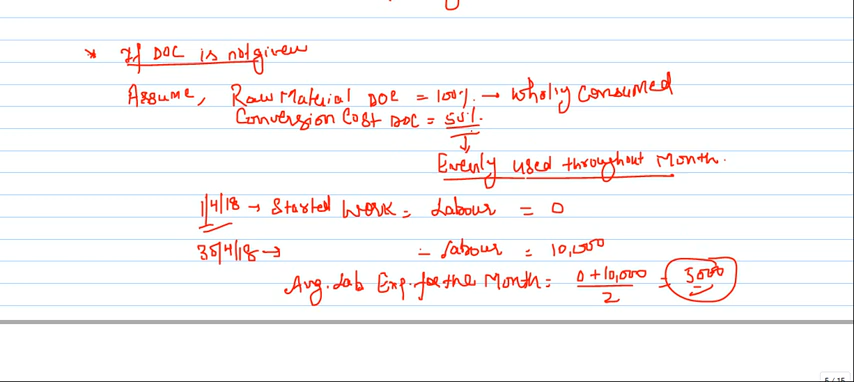 * If DOC is not given
Assume, Raw Material DOC = 100% → Wholly Consumed
Conversion Cost DOC = 50%
↓
Evenly used throughout Month.
1/4/18 → Started Work = Labour = 0
30/4/18 → = Labour = 10,000
Avg. Lab Exp. for the Month = 0 + 10,000 / 2 = 5000
5 / 15